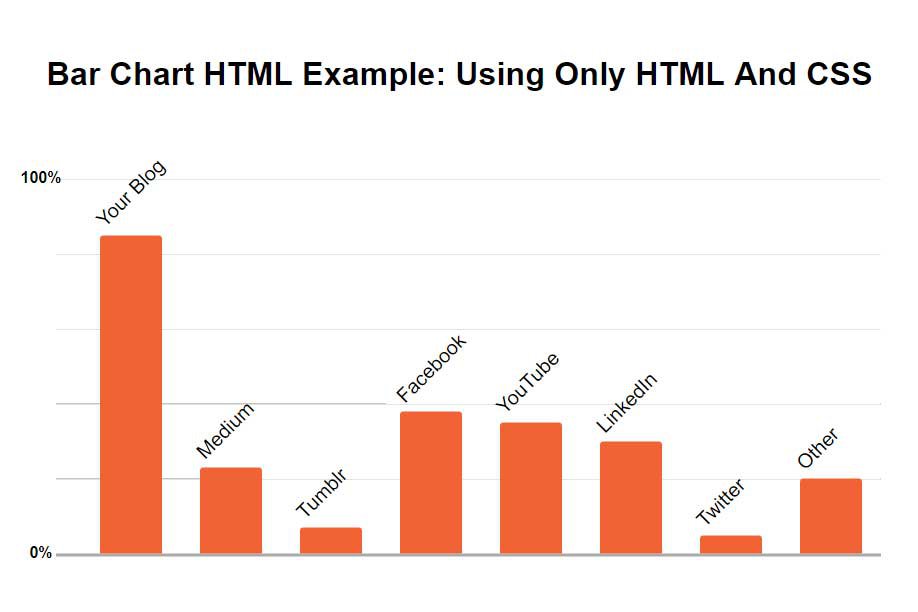 Bar Chart HTML Example: Using Only HTML And CSS
100%
Your Blog
Medium
Tumblr
Facebook
YouTube
LinkedIn
Twitter
Other
0%